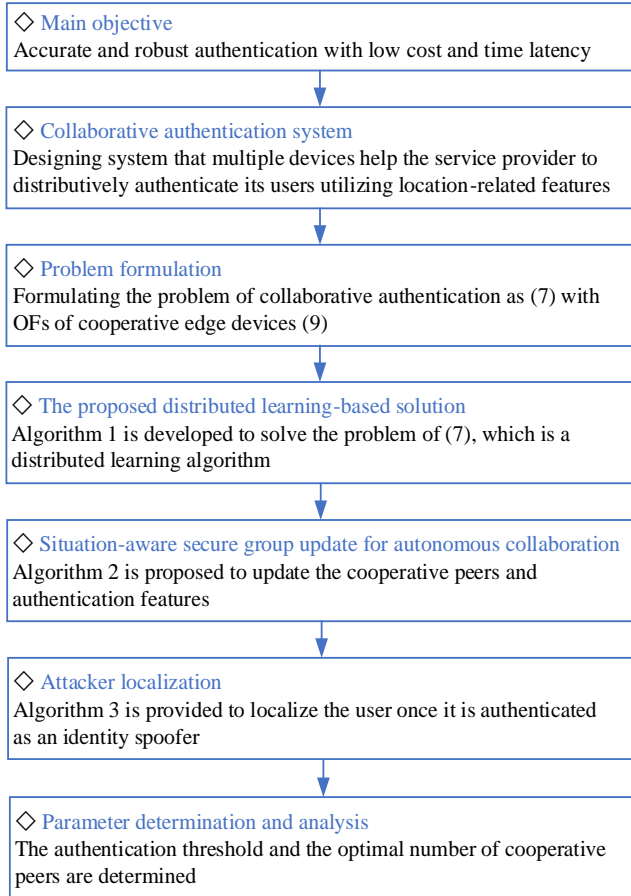 ◇ Main objective
Accurate and robust authentication with low cost and time latency
◇ Collaborative authentication system
Designing system that multiple devices help the service provider to
distributively authenticate its users utilizing location-related features
◇ Problem formulation
Formulating the problem of collaborative authentication as (7) with
OFs of cooperative edge devices (9)
◇ The proposed distributed learning-based solution
Algorithm 1 is developed to solve the problem of (7), which is a
distributed learning algorithm
◇ Situation-aware secure group update for autonomous collaboration
Algorithm 2 is proposed to update the cooperative peers and
authentication features
◇ Attacker localization
Algorithm 3 is provided to localize the user once it is authenticated
as an identity spoofer
◇ Parameter determination and analysis
The authentication threshold and the optimal number of cooperative
peers are determined